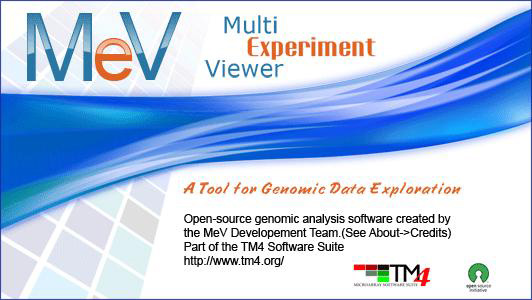 MeV
Multi
Experiment
Viewer
A Tool for Genomic Data Exploration
Open-source genomic analysis software created by
the MeV Developement Team.(See About->Credits)
Part of the TM4 Software Suite
http://www.tm4.org/
TM4
MICROARRAY SOFTWARE SUITE
open source
initiative